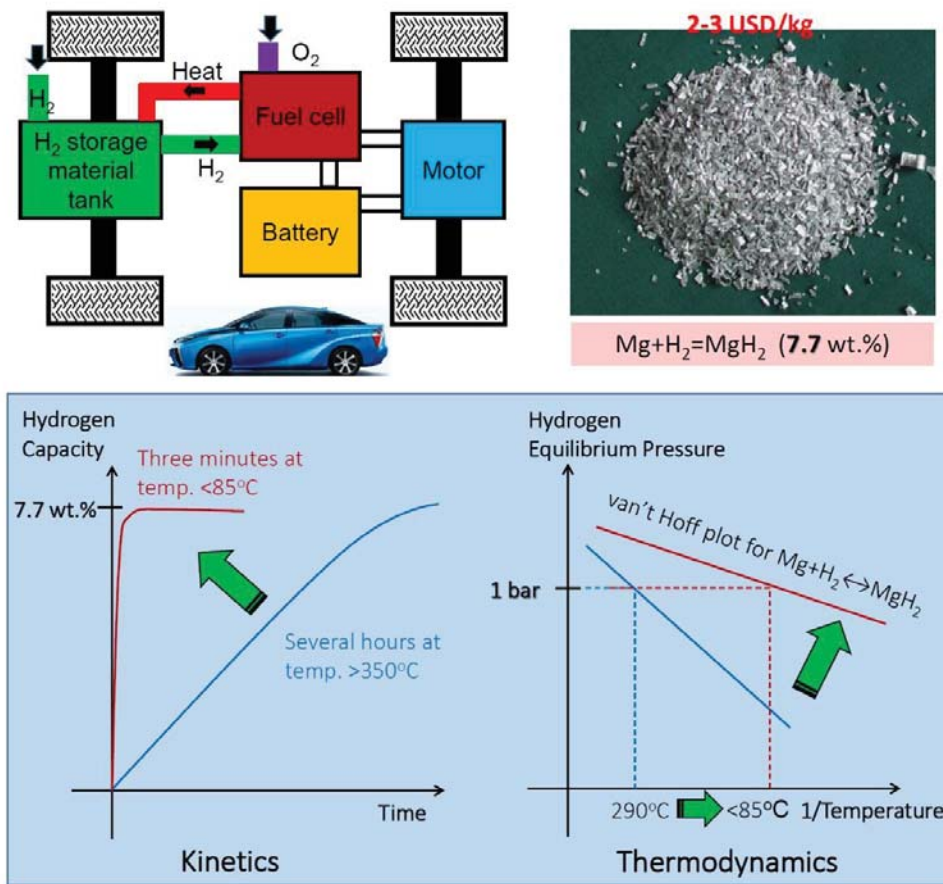 2-3 USD/kg
O₂
Heat
H₂
Fuel cell
H₂ storage
material
tank
H₂
Motor
Battery
Mg+H₂=MgH₂ (7.7 wt.%)
Hydrogen
Capacity
Three minutes at
temp. <85°C
7.7 wt.%
Several hours at
temp. >350°C
Time
Kinetics
Hydrogen
Equilibrium Pressure
van't Hoff plot for Mg+H₂↔MgH₂
1 bar
290°C
<85°C
1/Temperature
Thermodynamics